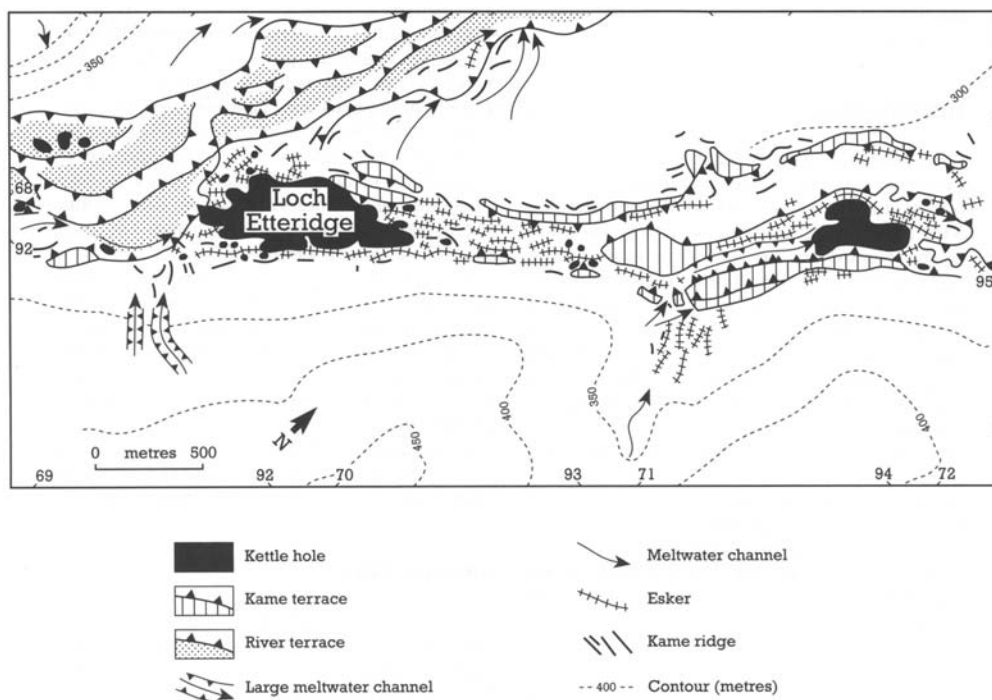 350
300
68
Loch
Etteridge
92
95
350
400
400
450
N
0 metres 500
69 92 70 93 71 94 72
Kettle hole
Kame terrace
River terrace
Large meltwater channel
Meltwater channel
Esker
Kame ridge
400 Contour (metres)